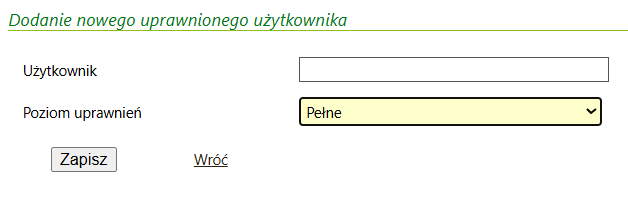 Dodanie nowego uprawnionego użytkownika
Użytkownik
Poziom uprawnień Pełne
Zapisz Wróć